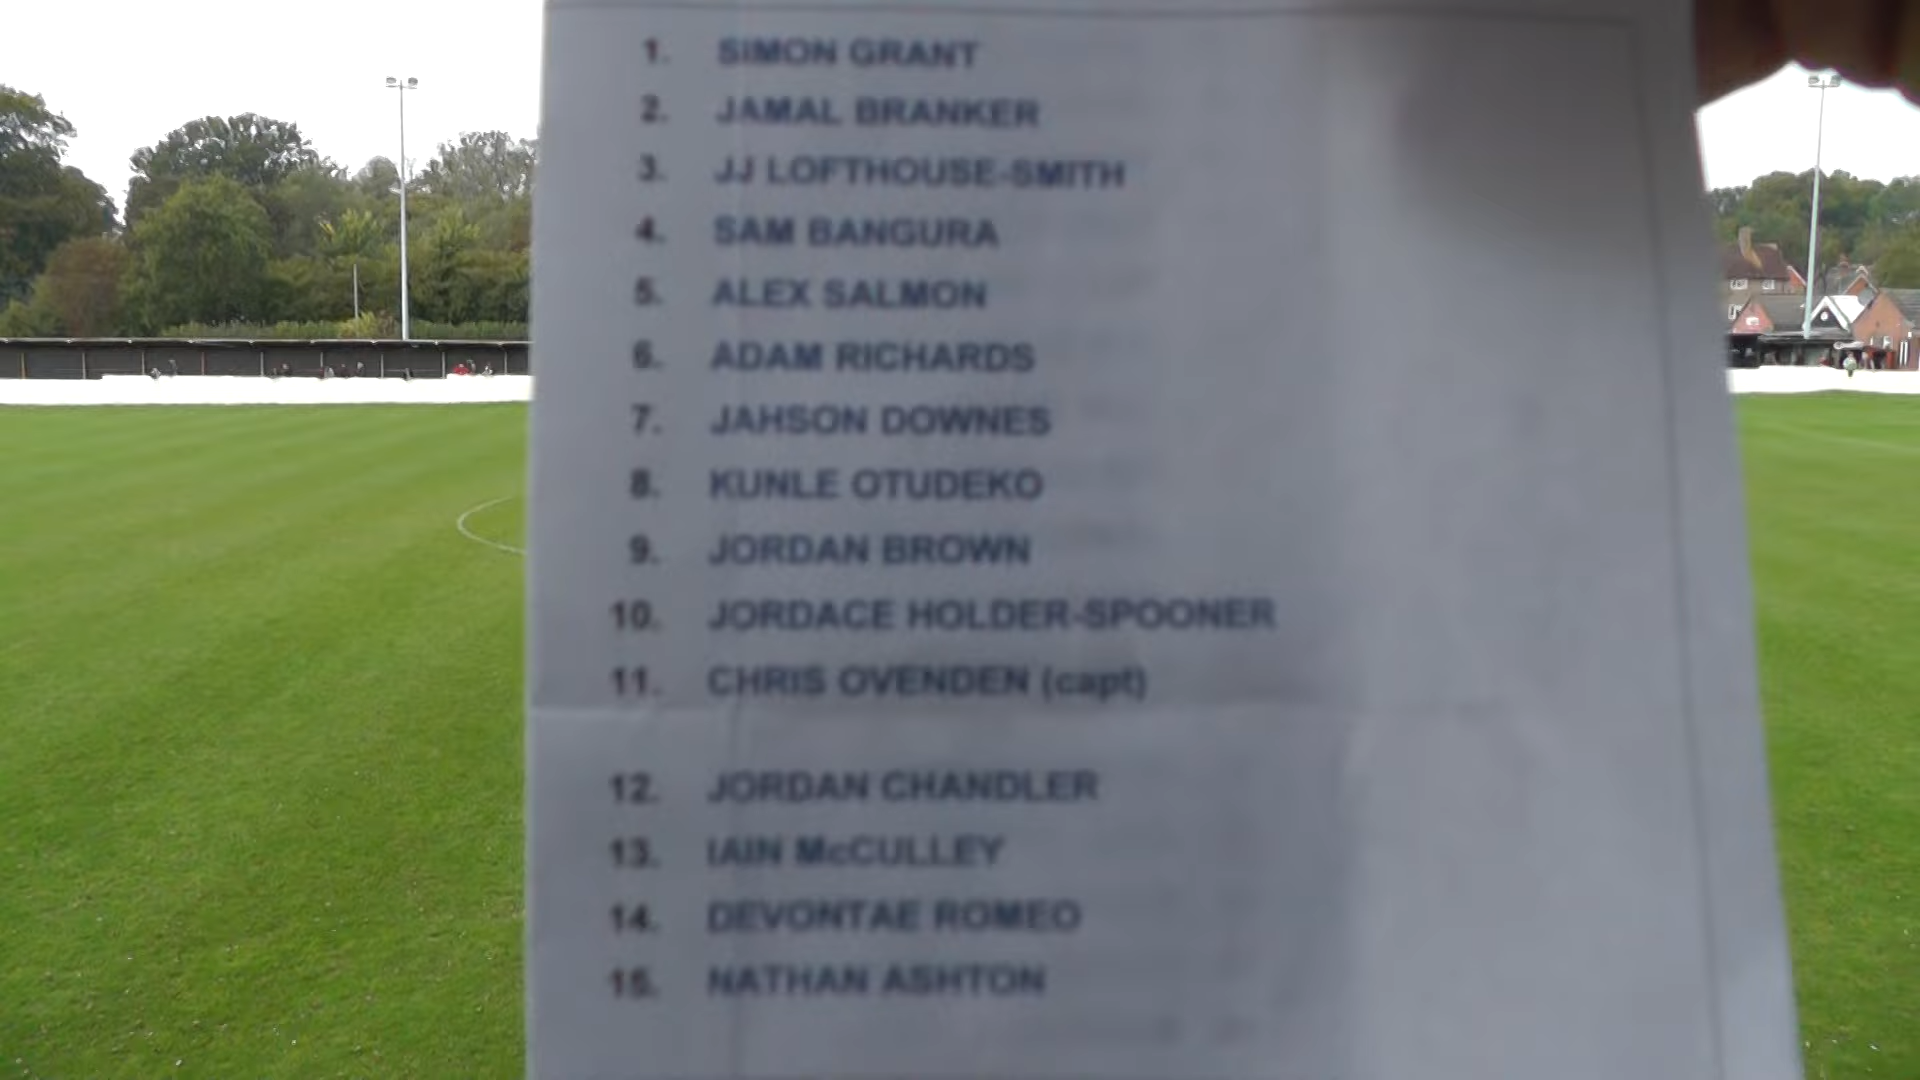 1. SIMON GRANT
2. JAMAL BRANKER
3. JJ LOFTHOUSE-SMITH
4. SAM BANGURA
5. ALEX SALMON
6. ADAM RICHARDS
7. JAHSON DOWNES
8. KUNLE OTUDEKO
9. JORDAN BROWN
10. JORDACE HOLDER-SPOONER
11. CHRIS OVENDEN (capt)
12. JORDAN CHANDLER
13. IAIN McCULLEY
14. DEVONTAE ROMEO
15. NATHAN ASHTON